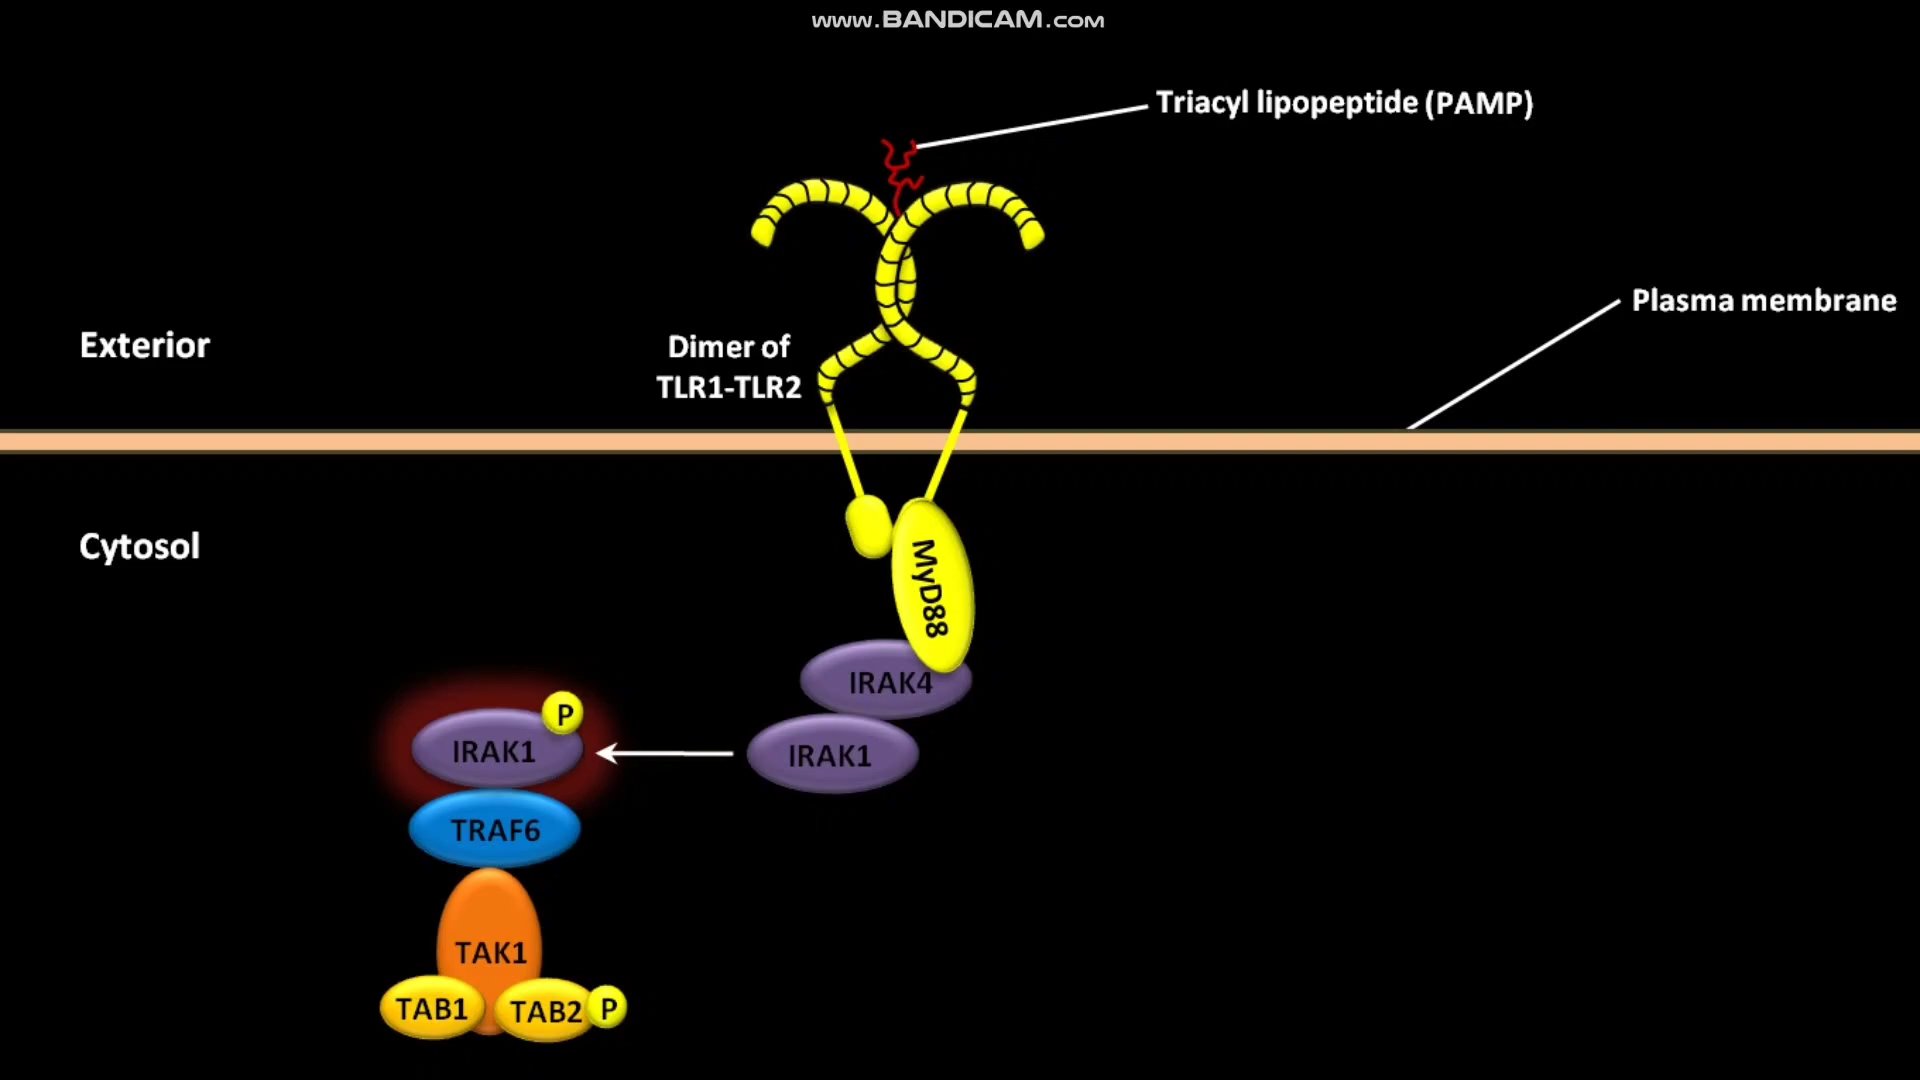 www.BANDICAM.com
Triacyl lipopeptide (PAMP)
Plasma membrane
Exterior
Dimer of
TLR1-TLR2
Cytosol
MyD88
IRAK4
P
IRAK1
IRAK1
TRAF6
TAK1
TAB1
TAB2
P